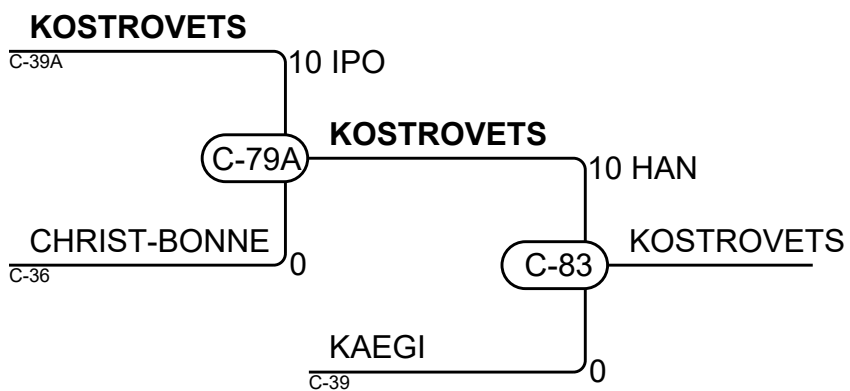 KOSTROVETS
C-39A
10 IPO
KOSTROVETS
C-79A
10 HAN
CHRIST-BONNE
C-36
0
KOSTROVETS
C-83
KAEGI
C-39
0